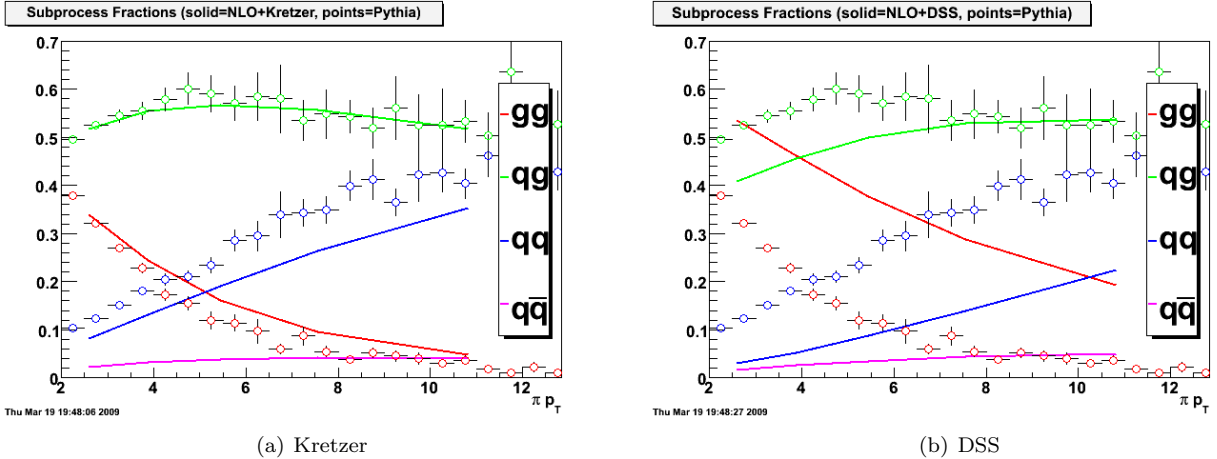 Subprocess Fractions (solid=NLO+Kretzer, points=Pythia)
0.7
0.6
0.5
0.4
0.3
0.2
0.1
0
2
4
6
8
10
12
π p_T
gg
qg
qq
qq̅
Thu Mar 19 19:48:06 2009
(a) Kretzer
Subprocess Fractions (solid=NLO+DSS, points=Pythia)
0.7
0.6
0.5
0.4
0.3
0.2
0.1
0
2
4
6
8
10
12
π p_T
gg
qg
qq
qq̅
Thu Mar 19 19:48:27 2009
(b) DSS